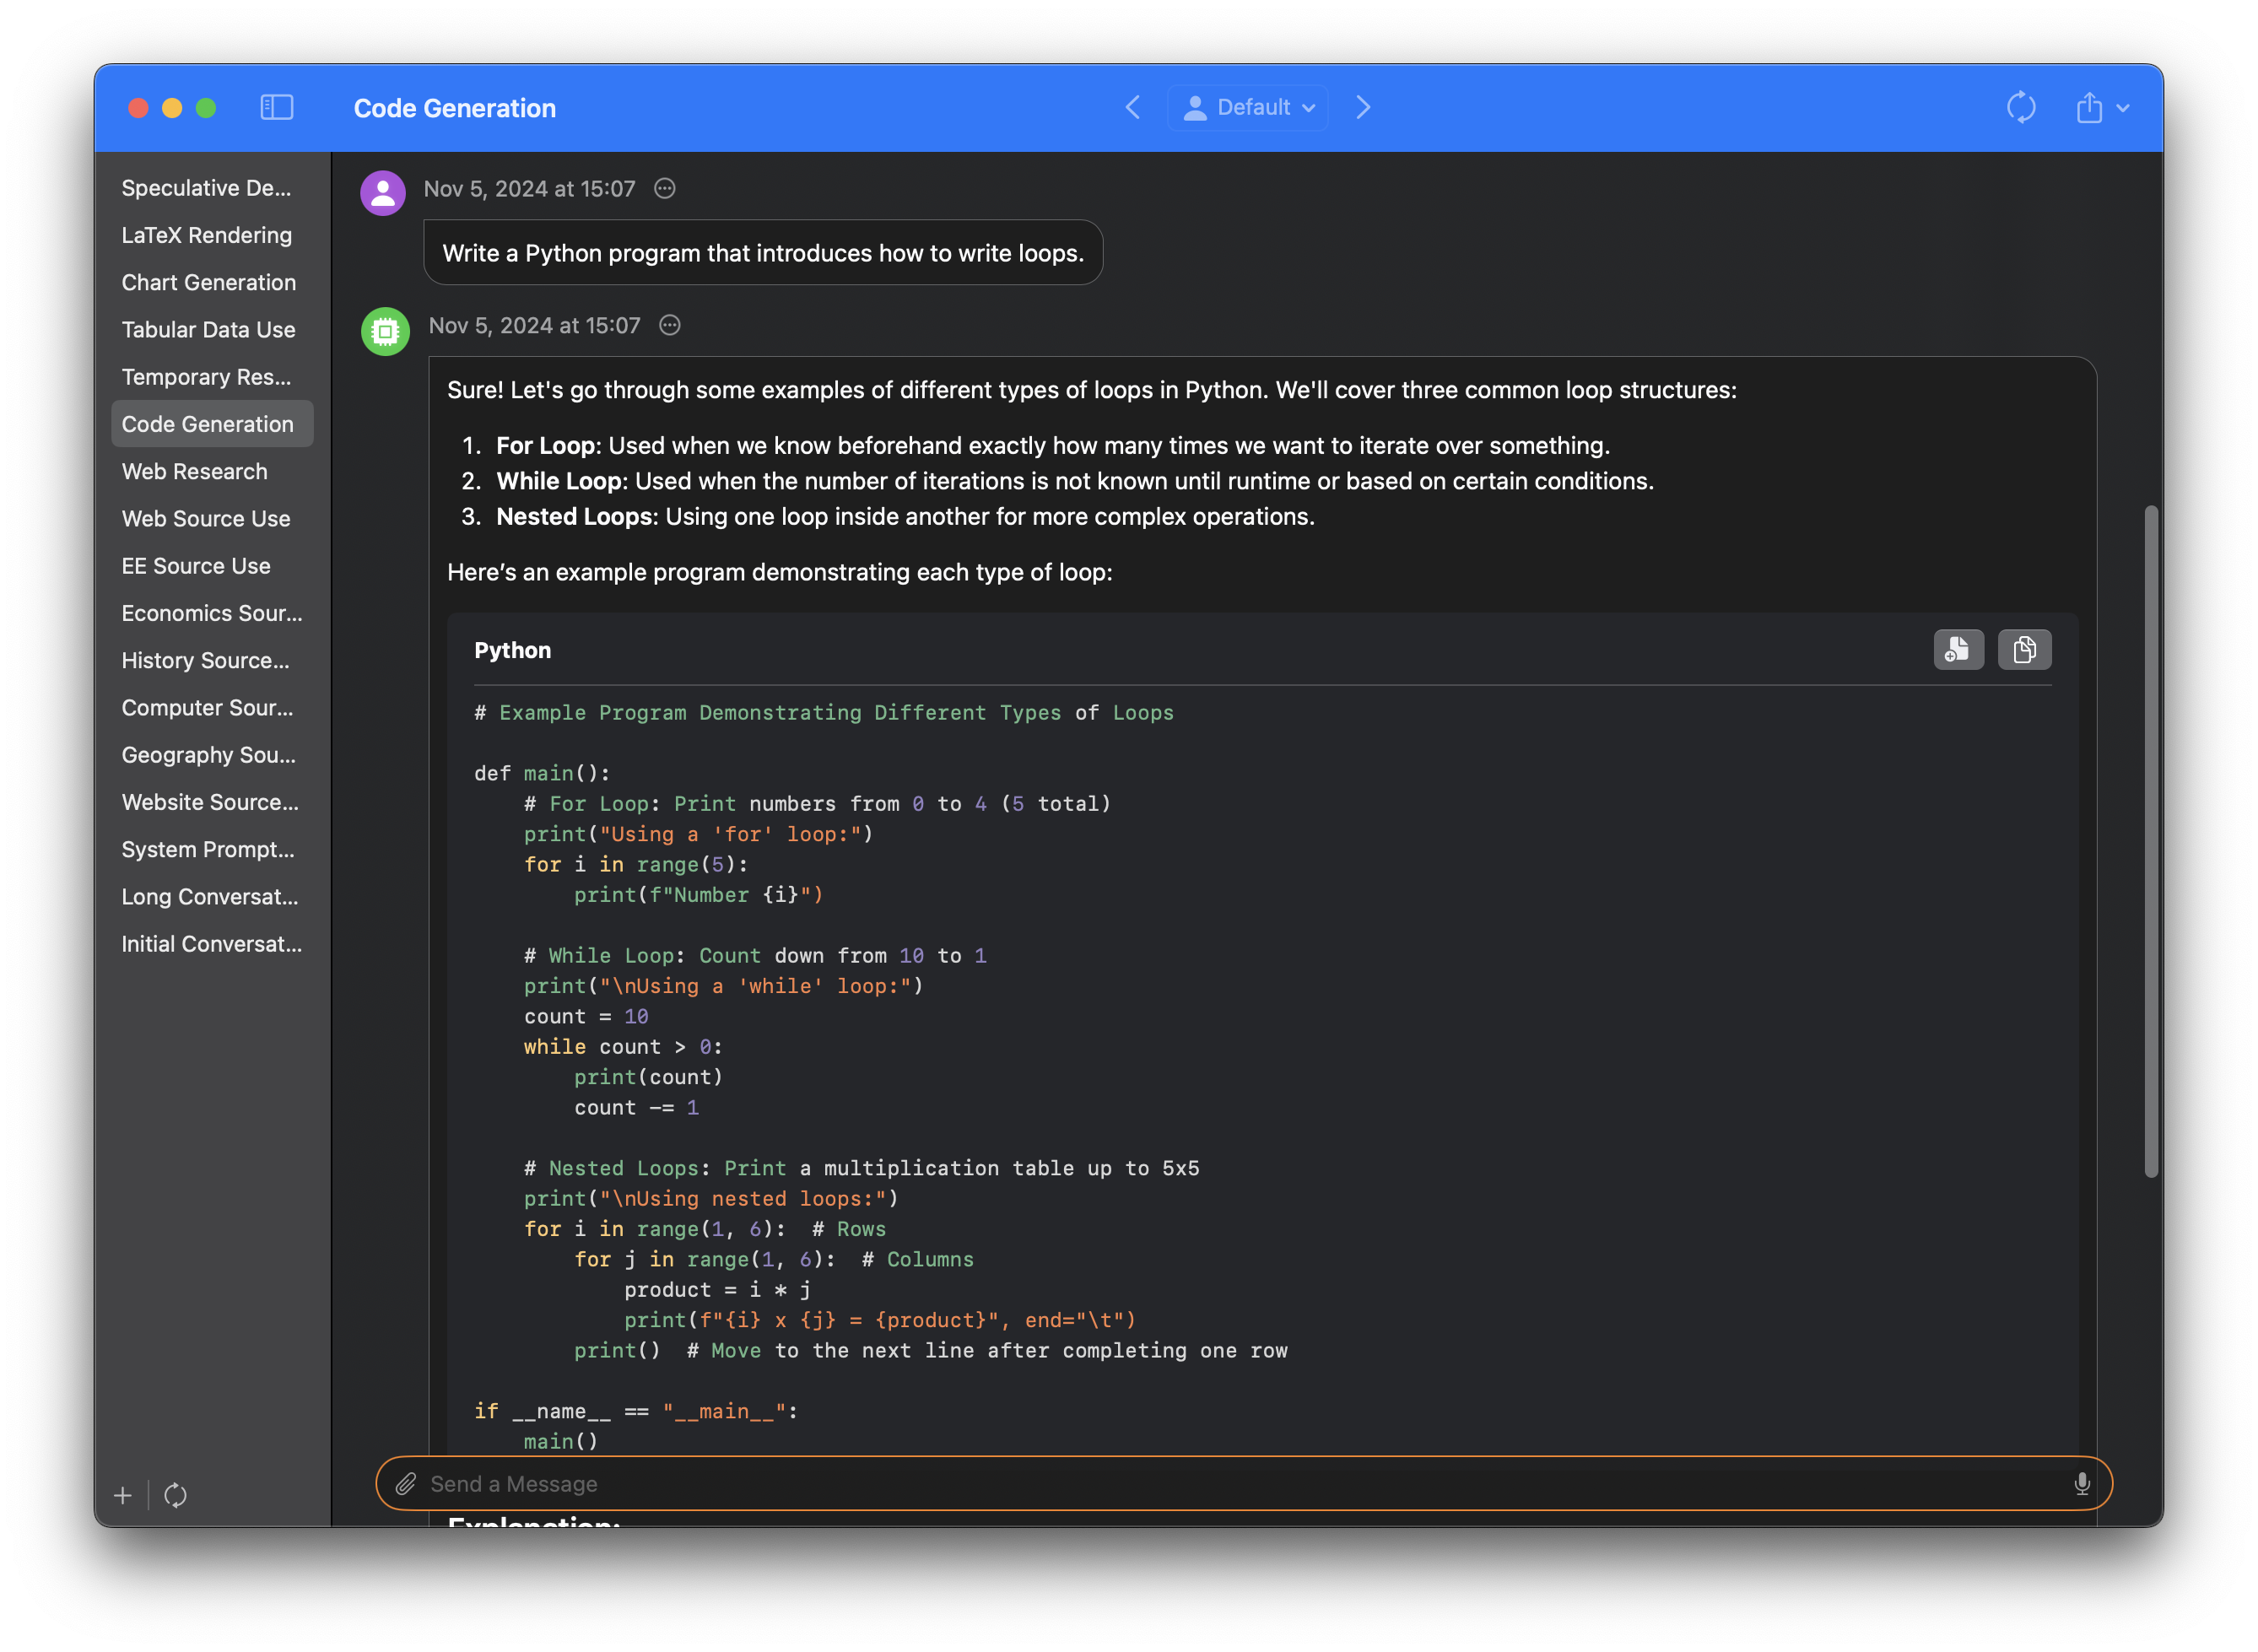 Code Generation
Default
Speculative De...
LaTeX Rendering
Chart Generation
Tabular Data Use
Temporary Res...
Code Generation
Web Research
Web Source Use
EE Source Use
Economics Sour...
History Source...
Computer Sour...
Geography Sou...
Website Source...
System Prompt...
Long Conversat...
Initial Conversat...
Nov 5, 2024 at 15:07
Write a Python program that introduces how to write loops.
Nov 5, 2024 at 15:07
Sure! Let's go through some examples of different types of loops in Python. We'll cover three common loop structures:
1. For Loop: Used when we know beforehand exactly how many times we want to iterate over something.
2. While Loop: Used when the number of iterations is not known until runtime or based on certain conditions.
3. Nested Loops: Using one loop inside another for more complex operations.
Here’s an example program demonstrating each type of loop:
Python
# Example Program Demonstrating Different Types of Loops
def main():
    # For Loop: Print numbers from 0 to 4 (5 total)
    print("Using a 'for' loop:")
    for i in range(5):
        print(f"Number {i}")
    # While Loop: Count down from 10 to 1
    print("\nUsing a 'while' loop:")
    count = 10
    while count > 0:
        print(count)
        count -= 1
    # Nested Loops: Print a multiplication table up to 5x5
    print("\nUsing nested loops:")
    for i in range(1, 6):  # Rows
        for j in range(1, 6):  # Columns
            product = i * j
            print(f"{i} x {j} = {product}", end="\t")
        print()  # Move to the next line after completing one row
if __name__ == "__main__":
    main()
Send a Message
Explanation: